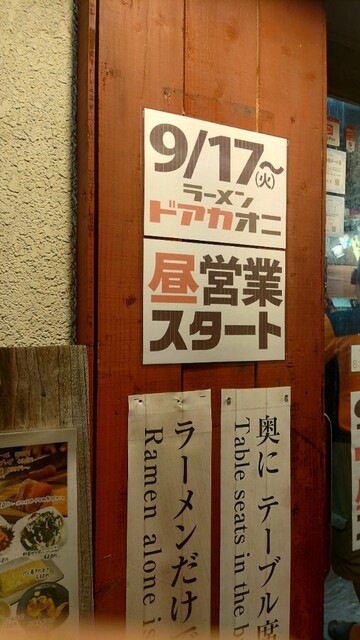 9/17~
(火)
ラーメン
ドアカオニ
昼営業
スタート
奥に テーブル席
Table seats in the b
ラーメンだけで
Ramen alone is